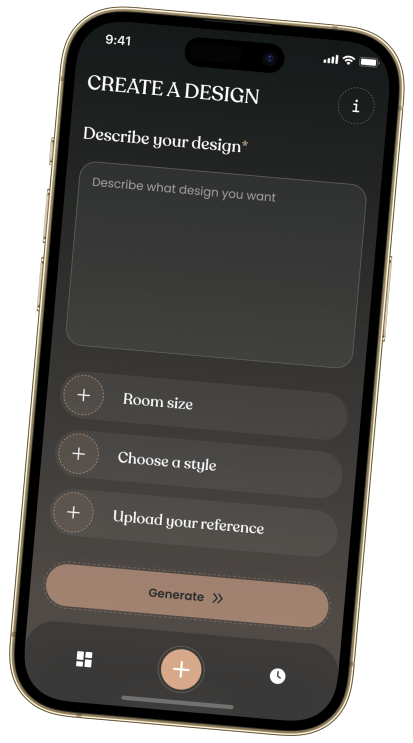 9:41
CREATE A DESIGN
i
Describe your design*
Describe what design you want
Room size
Choose a style
Upload your reference
Generate